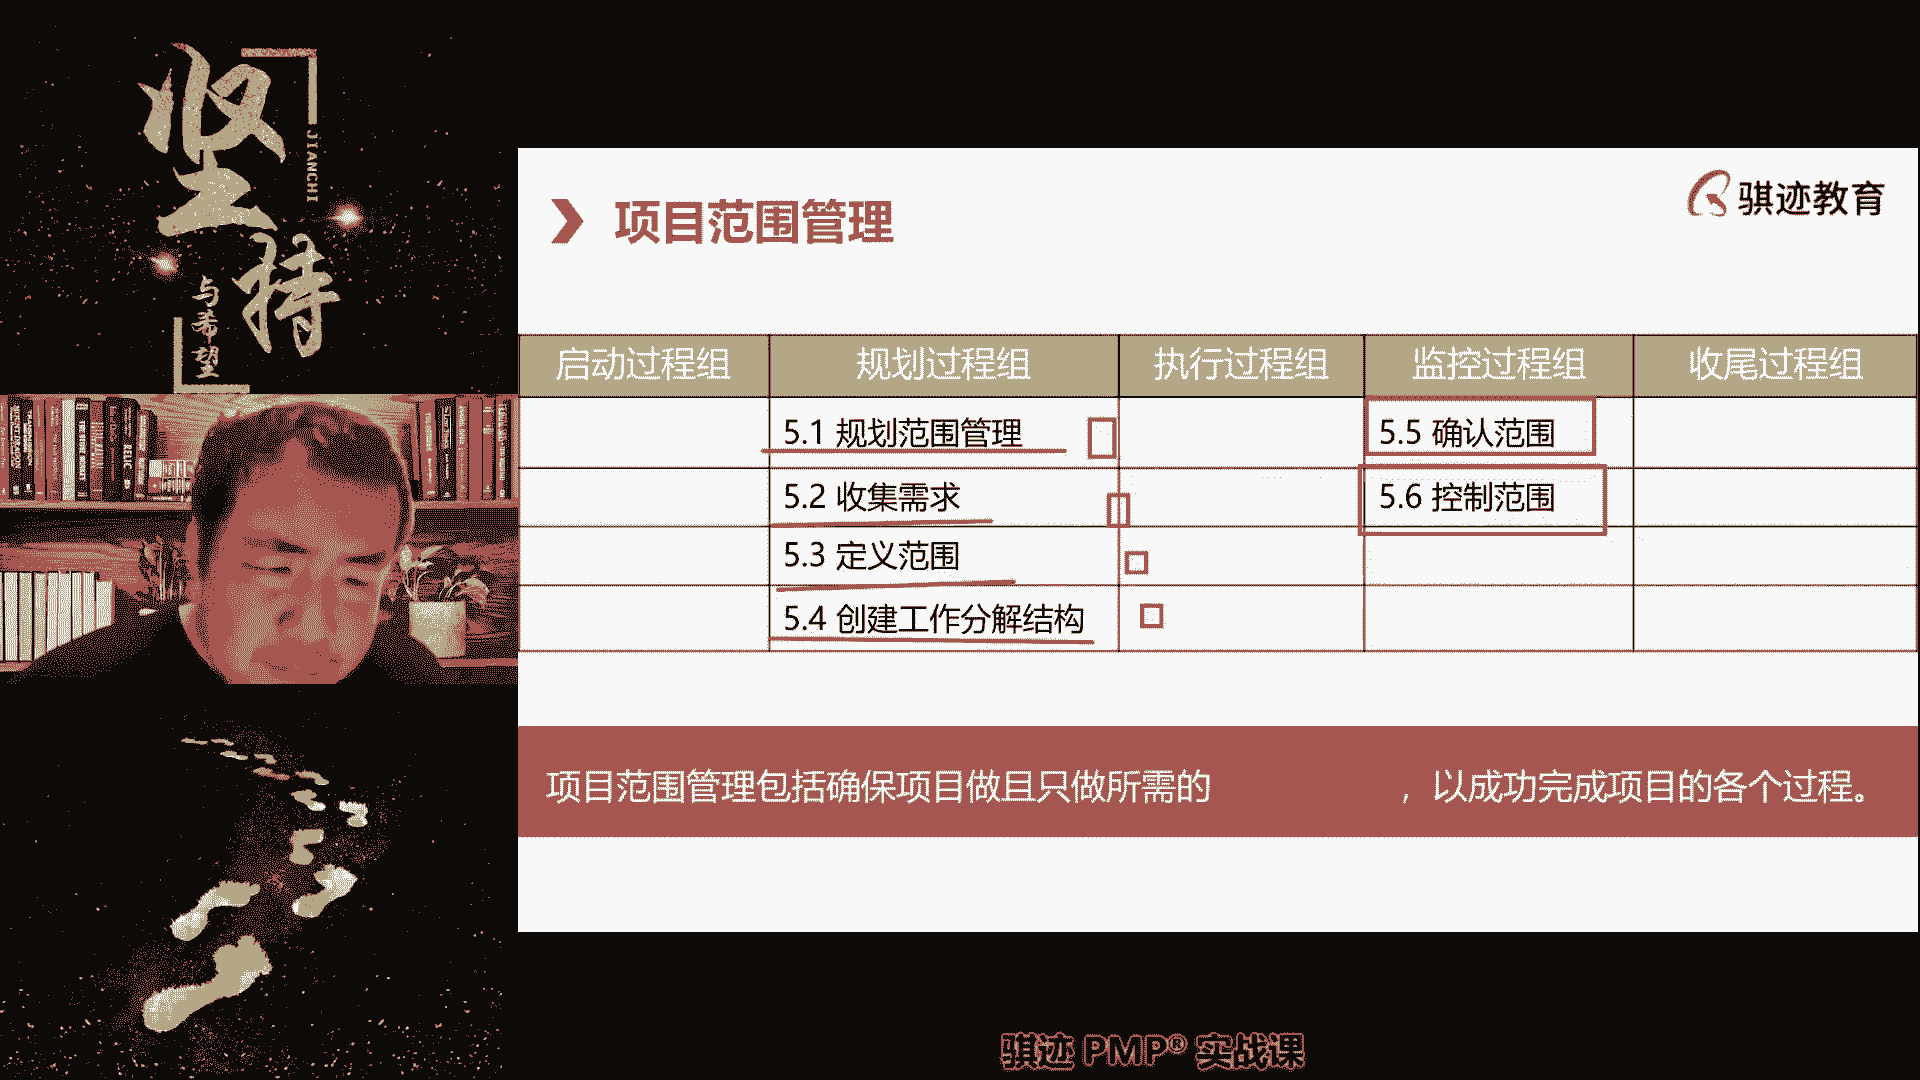 坚持
JIANCHI
与希望
骐迹教育
项目范围管理
启动过程组 规划过程组 执行过程组 监控过程组 收尾过程组
5.1 规划范围管理 5.5 确认范围
5.2 收集需求 5.6 控制范围
5.3 定义范围
5.4 创建工作分解结构
项目范围管理包括确保项目做且只做所需的 ，以成功完成项目的各个过程。
骐迹 PMP® 实战课